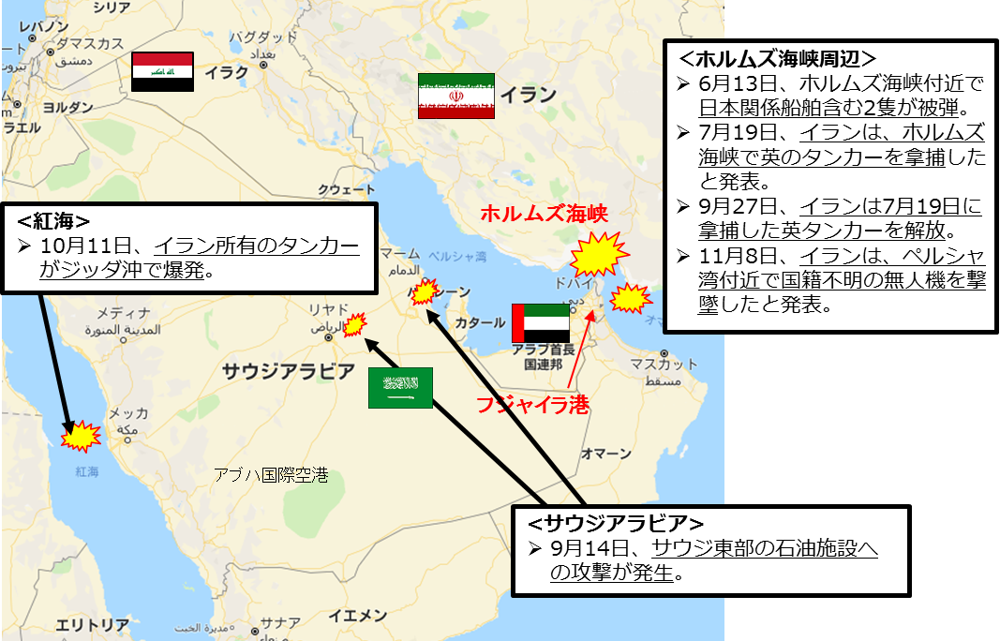 シリア
レバノン
ダマスカス
دمشق
バグダッド
بغداد
イラク
イラン
ヨルダン
ラエル
クウェート
<ホルムズ海峡周辺>
➢ 6月13日、ホルムズ海峡付近で
日本関係船舶含む2隻が被弾。
➢ 7月19日、イランは、ホルムズ
海峡で英のタンカーを拿捕した
と発表。
➢ 9月27日、イランは7月19日に
拿捕した英タンカーを解放。
➢ 11月8日、イランは、ペルシャ
湾付近で国籍不明の無人機を撃
墜したと発表。
<紅海>
➢ 10月11日、イラン所有のタンカー
がジッダ沖で爆発。
ホルムズ海峡
マーム
الدمام
ペルシャ湾
ドバイ
دبي
メディナ
المدينة المنورة
リヤド
الرياض
カタール
アラブ首長
国連邦
マスカット
مسقط
サウジアラビア
フジャイラ港
メッカ
مكة
紅海
アブハ国際空港
オマーン
<サウジアラビア>
➢ 9月14日、サウジ東部の石油施設へ
の攻撃が発生。
エリトリア
サナア
イエメン
مديرة الخبت